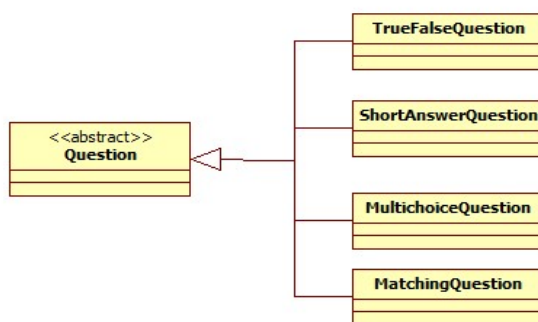 TrueFalseQuestion
ShortAnswerQuestion
<<abstract>>
Question
MultichoiceQuestion
MatchingQuestion